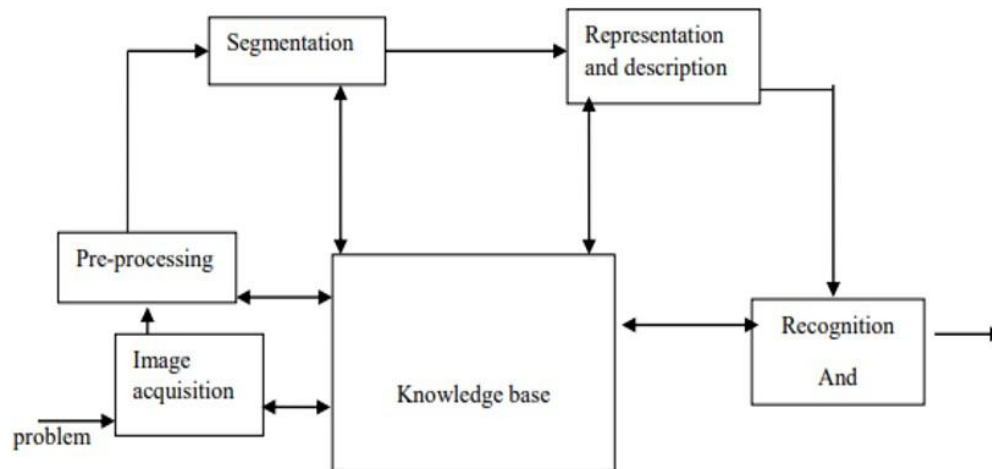 Segmentation
Representation
and description
Pre-processing
Image
acquisition
problem
Knowledge base
Recognition
And